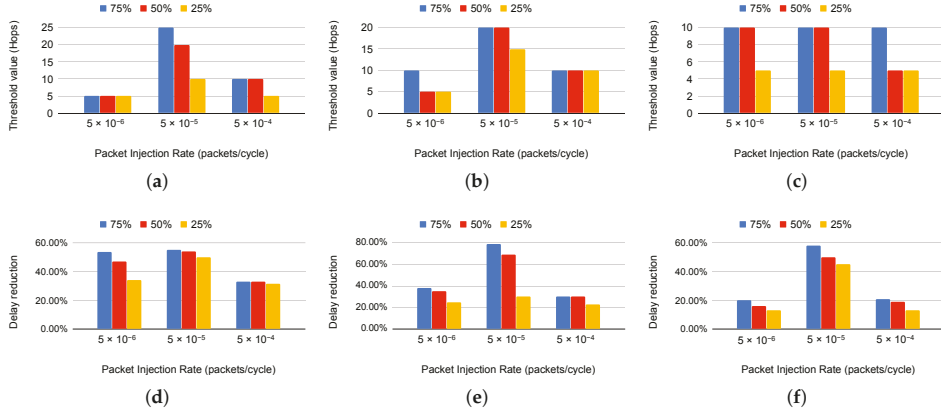 75% 50% 25%
Threshold value (Hops)
25
20
15
10
5
0
5 × 10⁻⁶ 5 × 10⁻⁵ 5 × 10⁻⁴
Packet Injection Rate (packets/cycle)
(a)
75% 50% 25%
Threshold value (Hops)
20
15
10
5
0
5 × 10⁻⁶ 5 × 10⁻⁵ 5 × 10⁻⁴
Packet Injection Rate (packets/cycle)
(b)
75% 50% 25%
Threshold value (Hops)
10
8
6
4
2
0
5 × 10⁻⁶ 5 × 10⁻⁵ 5 × 10⁻⁴
Packet Injection Rate (packets/cycle)
(c)
75% 50% 25%
Delay reduction
60.00%
40.00%
20.00%
0.00%
5 × 10⁻⁶ 5 × 10⁻⁵ 5 × 10⁻⁴
Packet Injection Rate (packets/cycle)
(d)
75% 50% 25%
Delay reduction
80.00%
60.00%
40.00%
20.00%
0.00%
5 × 10⁻⁶ 5 × 10⁻⁵ 5 × 10⁻⁴
Packet Injection Rate (packets/cycle)
(e)
75% 50% 25%
Delay reduction
60.00%
40.00%
20.00%
0.00%
5 × 10⁻⁶ 5 × 10⁻⁵ 5 × 10⁻⁴
Packet Injection Rate (packets/cycle)
(f)